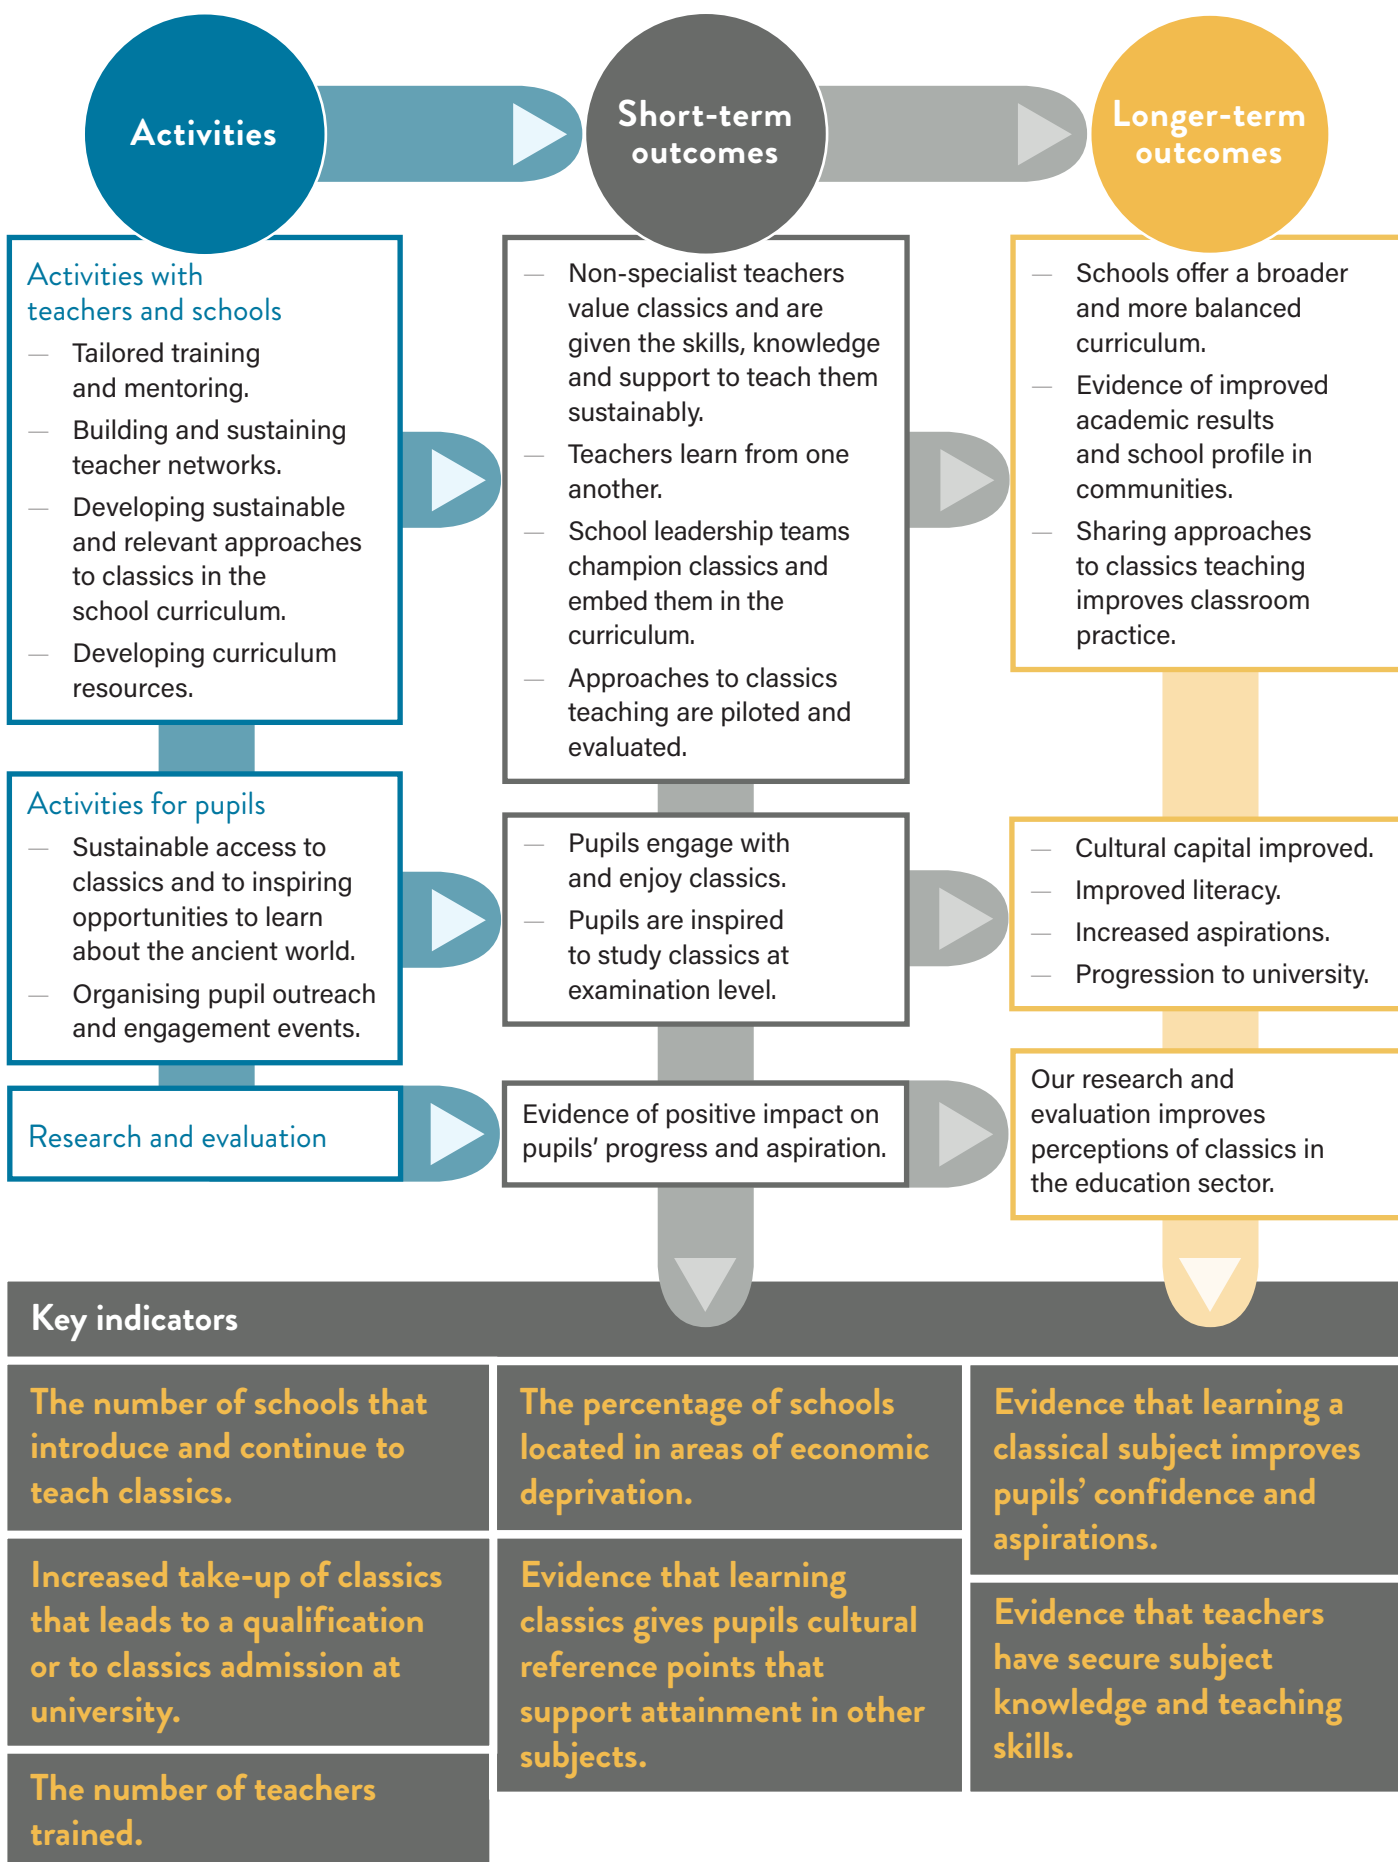 Activities
Short-term
outcomes
Longer-term
outcomes
Activities with
teachers and schools
— Tailored training
and mentoring.
— Building and sustaining
teacher networks.
— Developing sustainable
and relevant approaches
to classics in the
school curriculum.
— Developing curriculum
resources.
— Non-specialist teachers
value classics and are
given the skills, knowledge
and support to teach them
sustainably.
— Teachers learn from one
another.
— School leadership teams
champion classics and
embed them in the
curriculum.
— Approaches to classics
teaching are piloted and
evaluated.
— Schools offer a broader
and more balanced
curriculum.
— Evidence of improved
academic results
and school profile in
communities.
— Sharing approaches
to classics teaching
improves classroom
practice.
Activities for pupils
— Sustainable access to
classics and to inspiring
opportunities to learn
about the ancient world.
— Organising pupil outreach
and engagement events.
— Pupils engage with
and enjoy classics.
— Pupils are inspired
to study classics at
examination level.
— Cultural capital improved.
— Improved literacy.
— Increased aspirations.
— Progression to university.
Research and evaluation
Evidence of positive impact on
pupils’ progress and aspiration.
Our research and
evaluation improves
perceptions of classics in
the education sector.
Key indicators
The number of schools that
introduce and continue to
teach classics.
Increased take-up of classics
that leads to a qualification
or to classics admission at
university.
The number of teachers
trained.
The percentage of schools
located in areas of economic
deprivation.
Evidence that learning
classics gives pupils cultural
reference points that
support attainment in other
subjects.
Evidence that learning a
classical subject improves
pupils’ confidence and
aspirations.
Evidence that teachers
have secure subject
knowledge and teaching
skills.